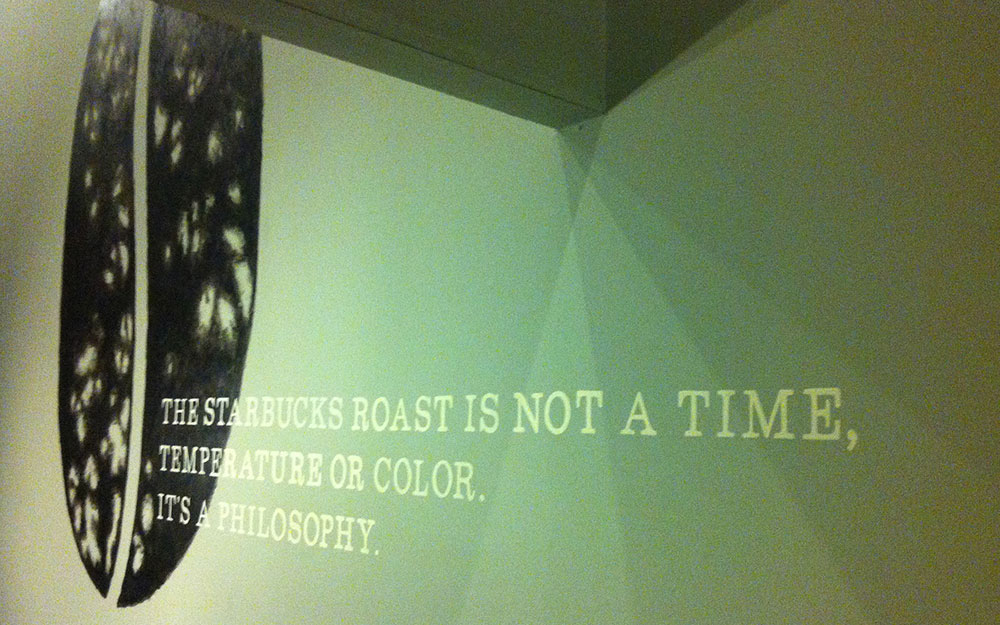 THE STARBUCKS ROAST IS NOT A TIME,
TEMPERATURE OR COLOR.
IT'S A PHILOSOPHY.